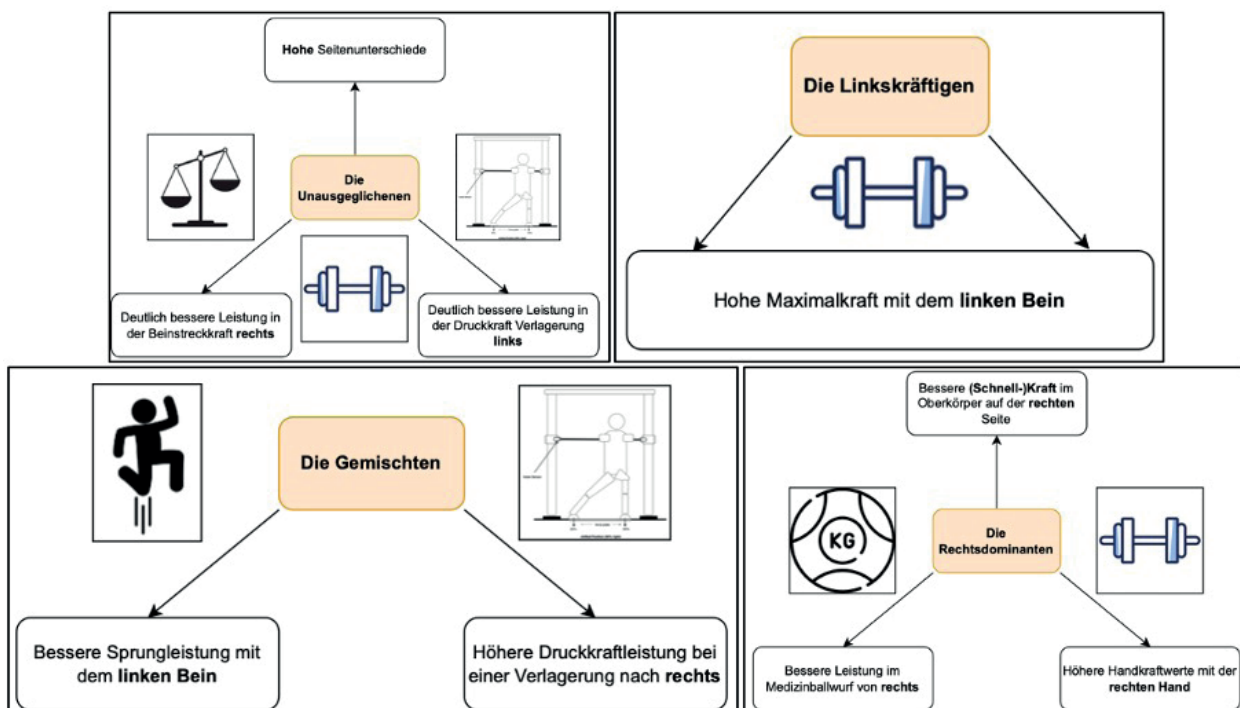 Hohe Seitenunterschiede
Die
Unausgeglichenen
Deutlich bessere Leistung in
der Beinstreckkraft rechts
Deutlich bessere Leistung in
der Druckkraft Verlagerung
links
Die Linkskräftigen
Hohe Maximalkraft mit dem linken Bein
Die Gemischten
Bessere Sprungleistung mit
dem linken Bein
Höhere Druckkraftleistung bei
einer Verlagerung nach rechts
Bessere (Schnell-)Kraft im
Oberkörper auf der rechten
Seite
KG
Die
Rechtsdominanten
Bessere Leistung im
Medizinballwurf von rechts
Höhere Handkraftwerte mit der
rechten Hand